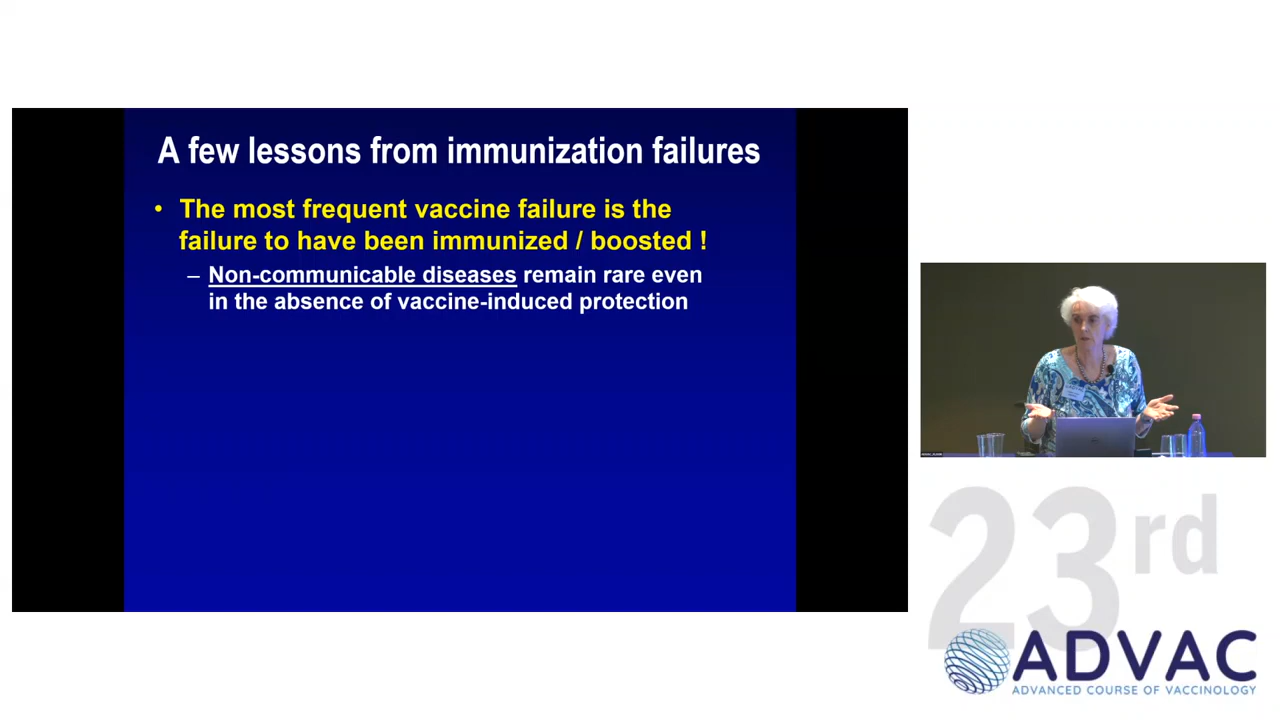 A few lessons from immunization failures
• The most frequent vaccine failure is the
failure to have been immunized / boosted !
– Non-communicable diseases remain rare even
in the absence of vaccine-induced protection
23rd
ADVAC
ADVANCED COURSE OF VACCINOLOGY